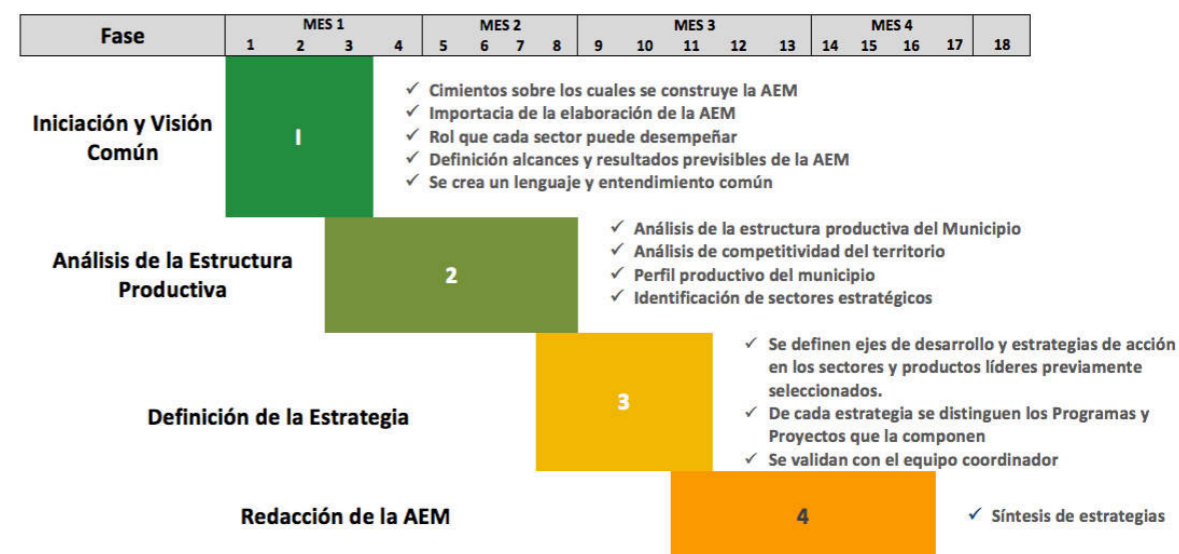 Fase
MES 1 MES 2 MES 3 MES 4
1 2 3 4 5 6 7 8 9 10 11 12 13 14 15 16 17 18
Iniciación y Visión
Común
I
✓ Cimientos sobre los cuales se construye la AEM
✓ Importacia de la elaboración de la AEM
✓ Rol que cada sector puede desempeñar
✓ Definición alcances y resultados previsibles de la AEM
✓ Se crea un lenguaje y entendimiento común
Análisis de la Estructura
Productiva
2
✓ Análisis de la estructura productiva del Municipio
✓ Análisis de competitividad del territorio
✓ Perfil productivo del municipio
✓ Identificación de sectores estratégicos
Definición de la Estrategia
3
✓ Se definen ejes de desarrollo y estrategias de acción
en los sectores y productos líderes previamente
seleccionados.
✓ De cada estrategia se distinguen los Programas y
Proyectos que la componen
✓ Se validan con el equipo coordinador
Redacción de la AEM
4
✓ Síntesis de estrategias